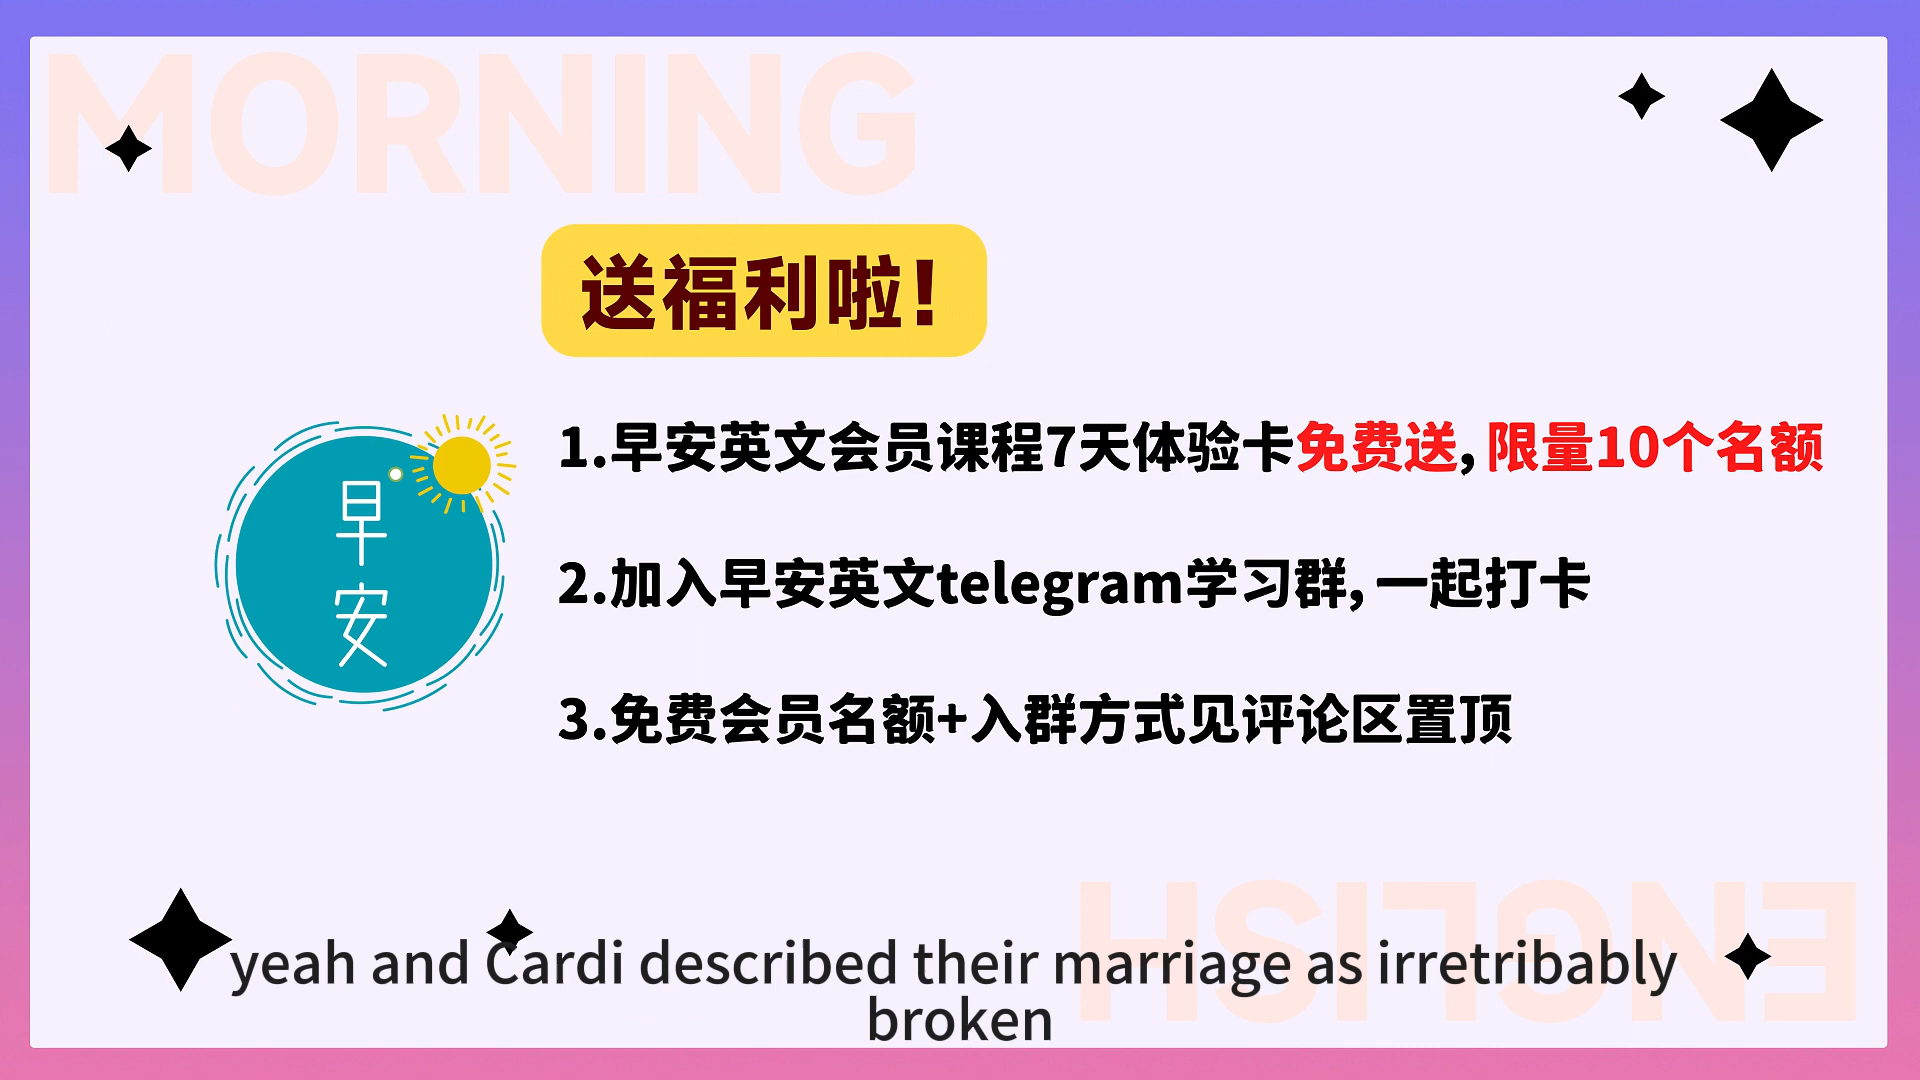 MORNING
送福利啦!
1.早安英文会员课程7天体验卡免费送, 限量10个名额
早
安
2.加入早安英文telegram学习群, 一起打卡
3.免费会员名额+入群方式见评论区置顶
ENGLISH
yeah and Cardi described their marriage as irretribably
broken